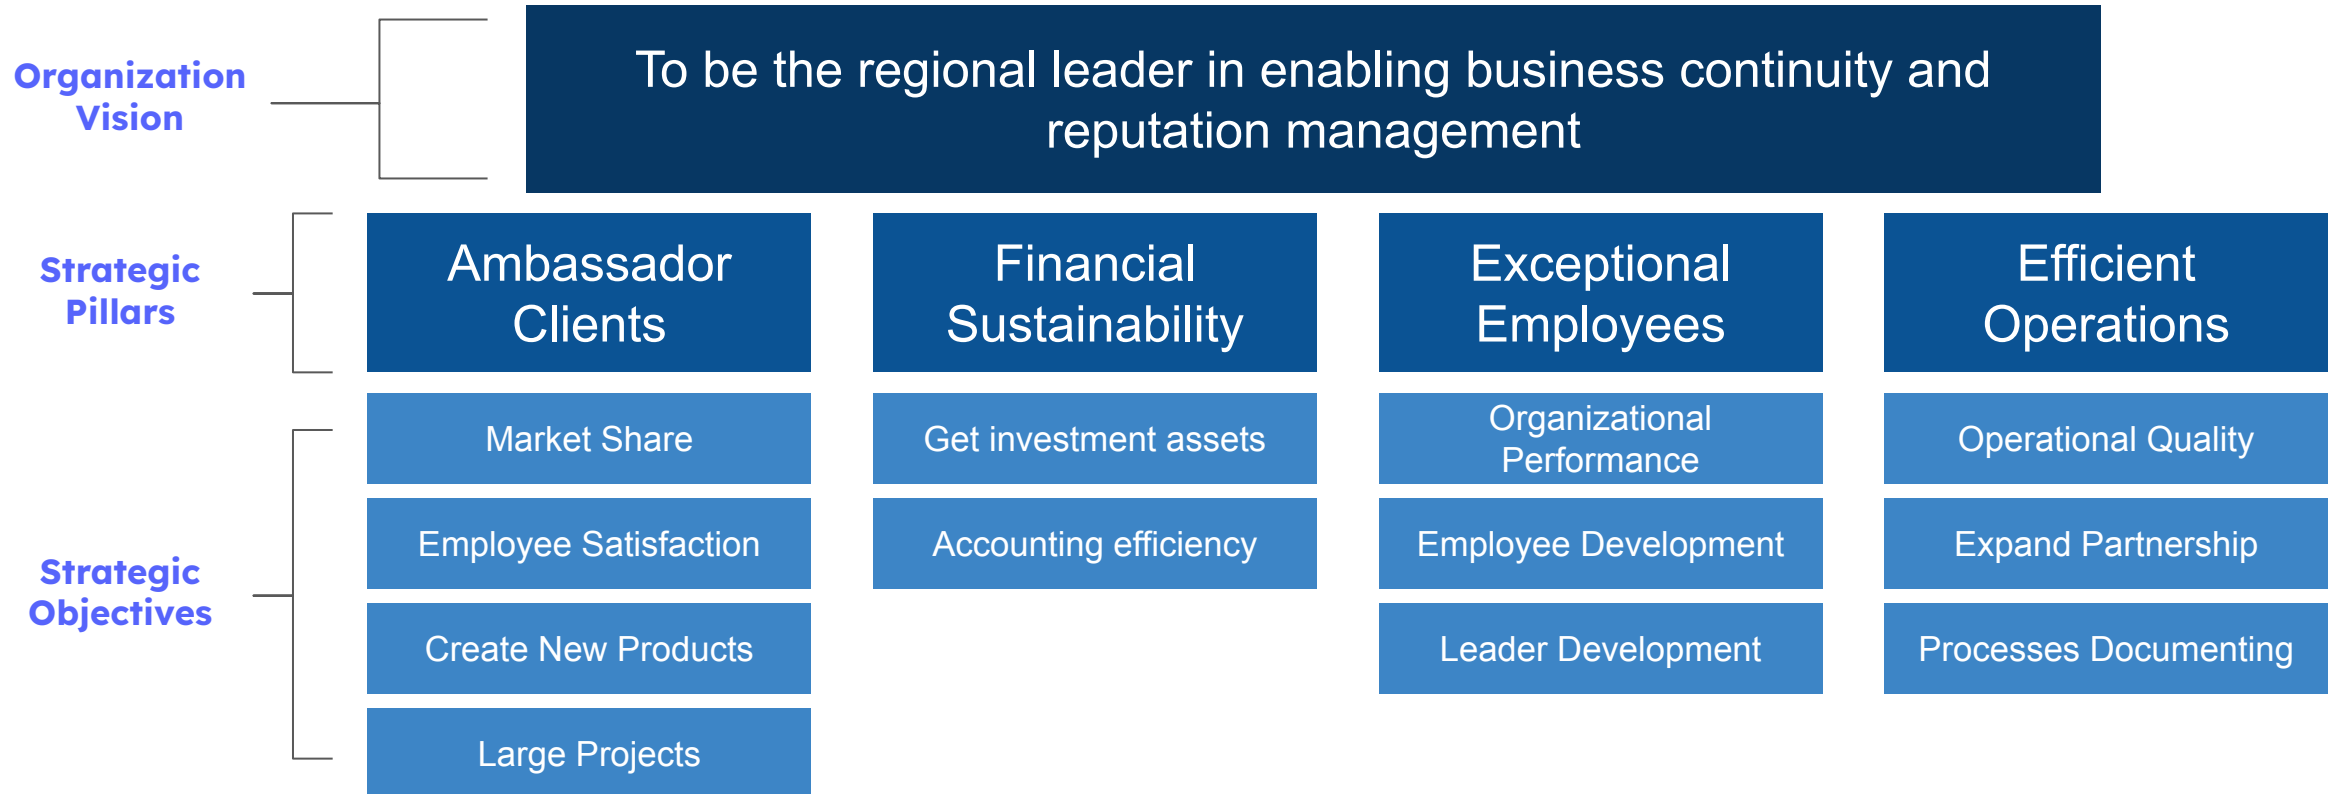 Organization
Vision
To be the regional leader in enabling business continuity and
reputation management
Strategic
Pillars
Ambassador
Clients
Financial
Sustainability
Exceptional
Employees
Efficient
Operations
Strategic
Objectives
Market Share
Employee Satisfaction
Create New Products
Large Projects
Get investment assets
Accounting efficiency
Organizational
Performance
Employee Development
Leader Development
Operational Quality
Expand Partnership
Processes Documenting